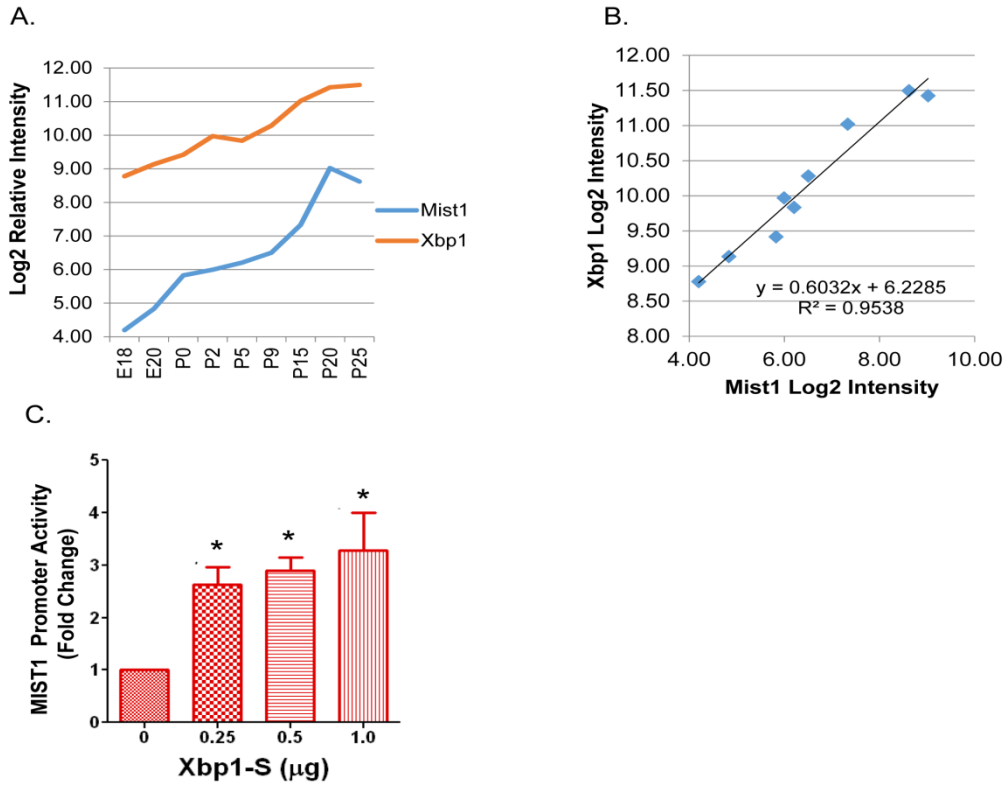 A.
Log2 Relative Intensity
12.00
11.00
10.00
9.00
8.00
7.00
6.00
5.00
4.00
E18
E20
P0
P2
P5
P9
P15
P20
P25
Mist1
Xbp1
B.
Xbp1 Log2 Intensity
12.00
11.50
11.00
10.50
10.00
9.50
9.00
8.50
8.00
y = 0.6032x + 6.2285
R² = 0.9538
4.00 6.00 8.00 10.00
Mist1 Log2 Intensity
C.
MIST1 Promoter Activity
(Fold Change)
5
4
3
2
1
0
* * *
0 0.25 0.5 1.0
Xbp1-S (μg)